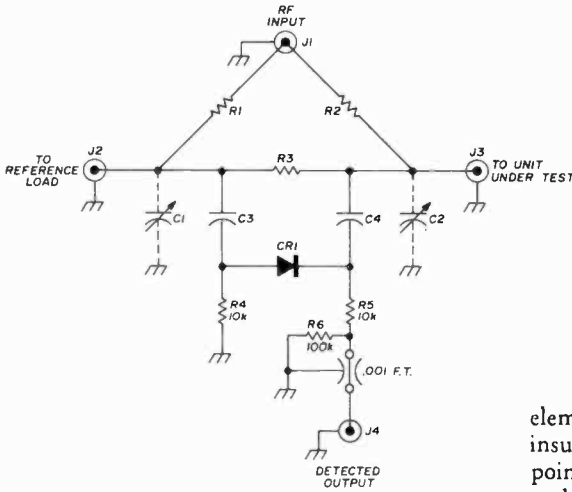 RF
INPUT
J1
R1
R2
J2
TO
REFERENCE
LOAD
R3
J3
TO UNIT
UNDER TEST
C1
C3
C4
C2
CR1
R4
10k
R5
10k
R6
100k
.001 F.T.
J4
DETECTED
OUTPUT
elem
insu
poin